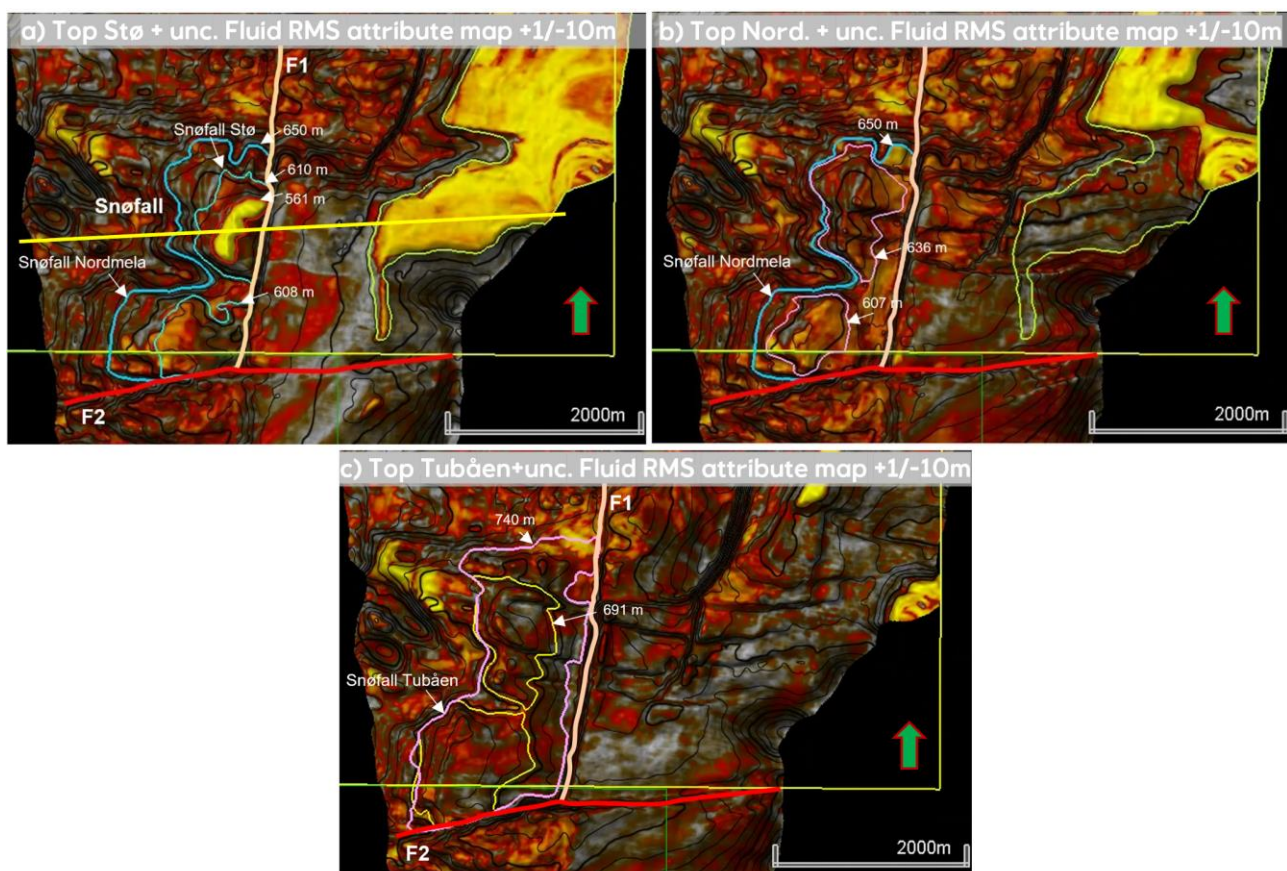 a) Top Stø + unc. Fluid RMS attribute map +1/-10m
F1
Snøfall Stø
650 m
610 m
561 m
Snøfall
Snøfall Nordmela
608 m
F2
2000m
b) Top Nord. + unc. Fluid RMS attribute map +1/-10m
650 m
636 m
Snøfall Nordmela
607 m
2000m
c) Top Tubåen+unc. Fluid RMS attribute map +1/-10m
F1
740 m
691 m
Snøfall Tubåen
F2
2000m